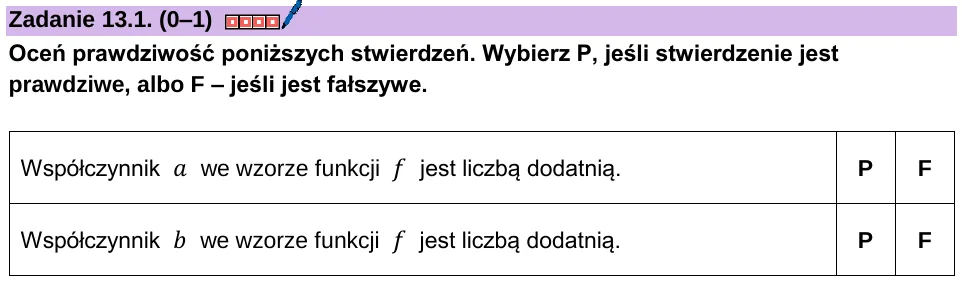 Zadanie 13.1. (0–1)
Oceń prawdziwość poniższych stwierdzeń. Wybierz P, jeśli stwierdzenie jest
prawdziwe, albo F – jeśli jest fałszywe.
Współczynnik a we wzorze funkcji f jest liczbą dodatnią. P F
Współczynnik b we wzorze funkcji f jest liczbą dodatnią. P F